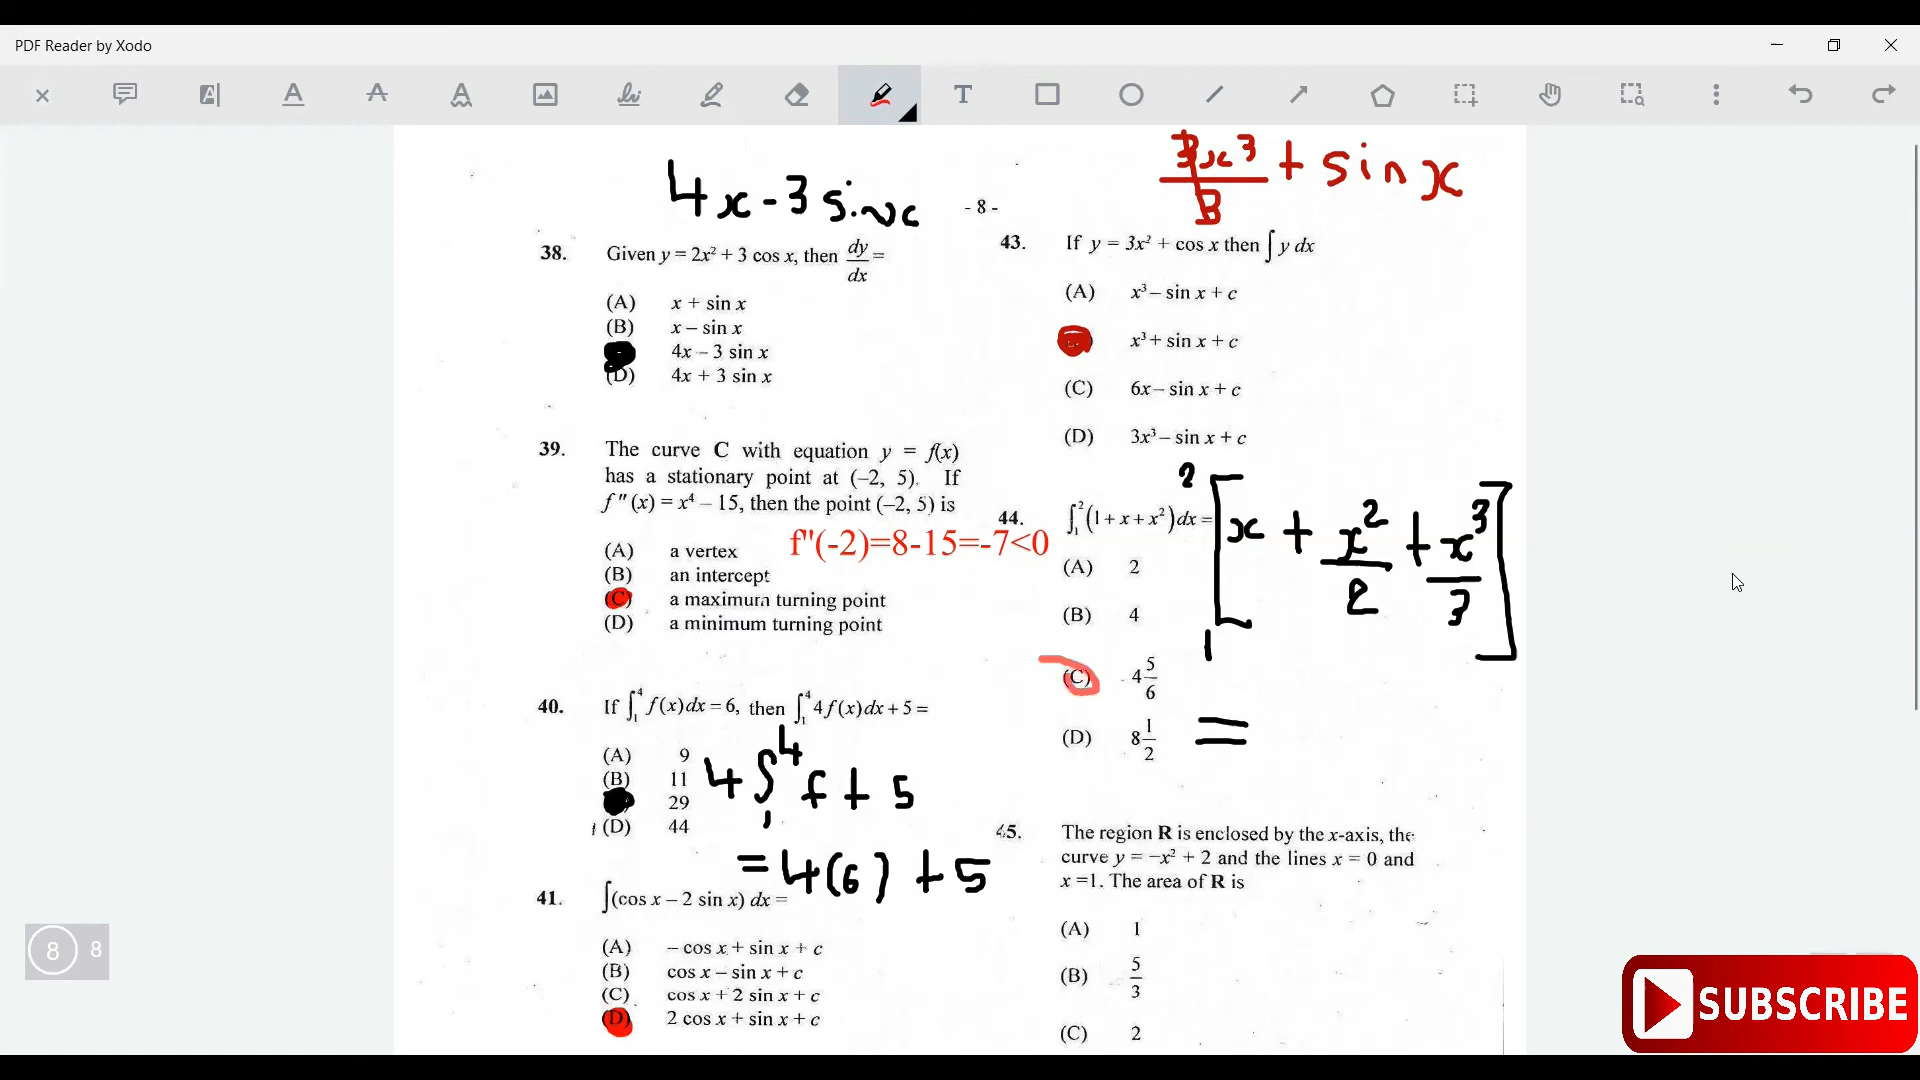 PDF Reader by Xodo
4x - 3 sin x
- 8 -
38. Given y = 2x² + 3 cos x, then dy/dx =
(A) x + sin x
(B) x – sin x
4x – 3 sin x
(D) 4x + 3 sin x
39. The curve C with equation y = f(x)
has a stationary point at (–2, 5). If
f ″(x) = x⁴ – 15, then the point (–2, 5) is
f"(-2)=8-15=-7<0
(A) a vertex
(B) an intercept
(C) a maximum turning point
(D) a minimum turning point
40. If ∫₁⁴ f(x) dx = 6, then ∫₁⁴ 4 f(x) dx + 5 =
(A) 9
(B) 11
29
(D) 44
4 ∫₁⁴ f + 5
= 4(6) + 5
41. ∫(cos x – 2 sin x) dx =
(A) – cos x + sin x + c
(B) cos x – sin x + c
(C) cos x + 2 sin x + c
(D) 2 cos x + sin x + c
3x³/3 + sin x
43. If y = 3x² + cos x then ∫ y dx
(A) x³ – sin x + c
x³ + sin x + c
(C) 6x – sin x + c
(D) 3x³ – sin x + c
44. ∫₁² (1 + x + x²) dx =
2 [x + x²/2 + x³/3] 1
(A) 2
(B) 4
(C) 4 5/6
(D) 8 1/2
=
45. The region R is enclosed by the x-axis, the
curve y = –x² + 2 and the lines x = 0 and
x =1. The area of R is
(A) 1
(B) 5/3
(C) 2
8 8
SUBSCRIBE